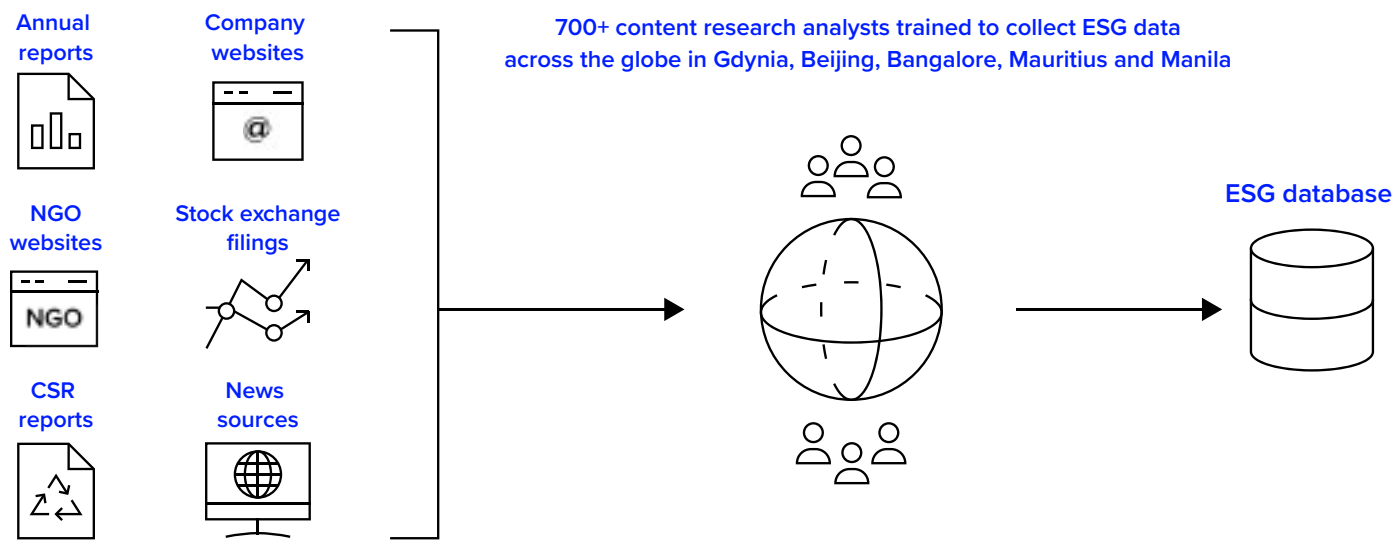 Annual
reports
Company
websites
700+ content research analysts trained to collect ESG data
across the globe in Gdynia, Beijing, Bangalore, Mauritius and Manila
@
NGO
websites
Stock exchange
filings
ESG database
NGO
CSR
reports
News
sources